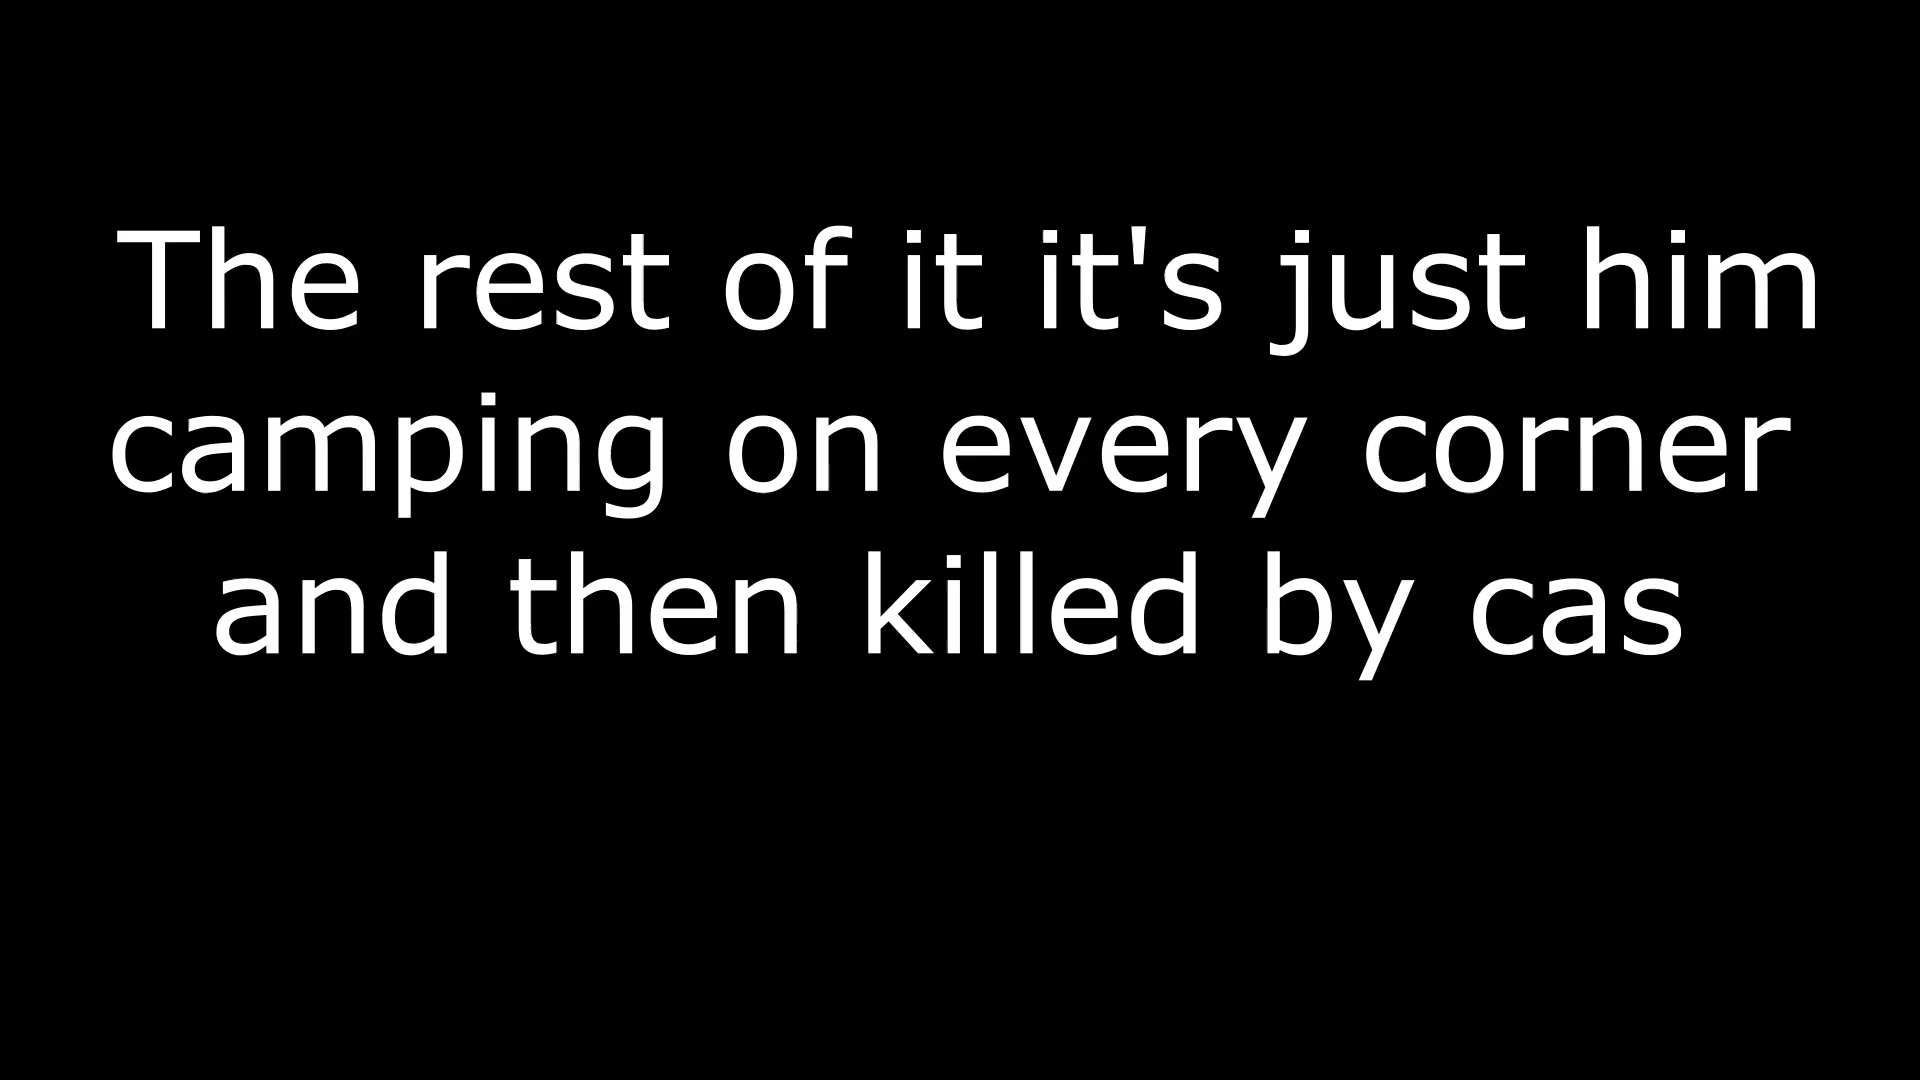 The rest of it it's just him
camping on every corner
and then killed by cas